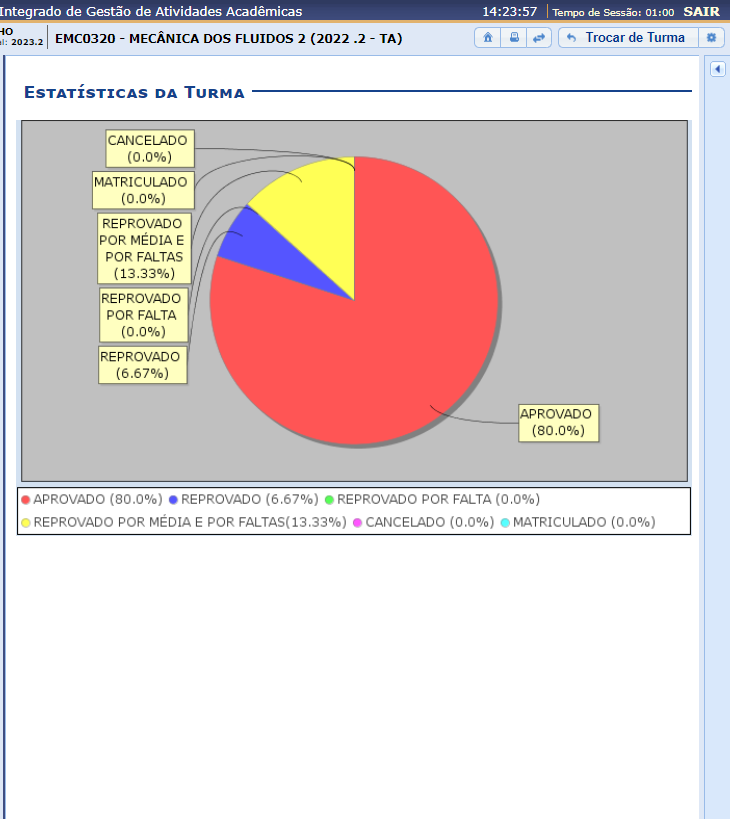 Integrado de Gestão de Atividades Acadêmicas 14:23:57 Tempo de Sessão: 01:00 SAIR
2023.2 EMC0320 - MECÂNICA DOS FLUIDOS 2 (2022 .2 - TA) Trocar de Turma
Estatísticas da Turma
CANCELADO
(0.0%)
MATRICULADO
(0.0%)
REPROVADO
POR MÉDIA E
POR FALTAS
(13.33%)
REPROVADO
POR FALTA
(0.0%)
REPROVADO
(6.67%)
APROVADO
(80.0%)
APROVADO (80.0%) REPROVADO (6.67%) REPROVADO POR FALTA (0.0%)
REPROVADO POR MÉDIA E POR FALTAS(13.33%) CANCELADO (0.0%) MATRICULADO (0.0%)